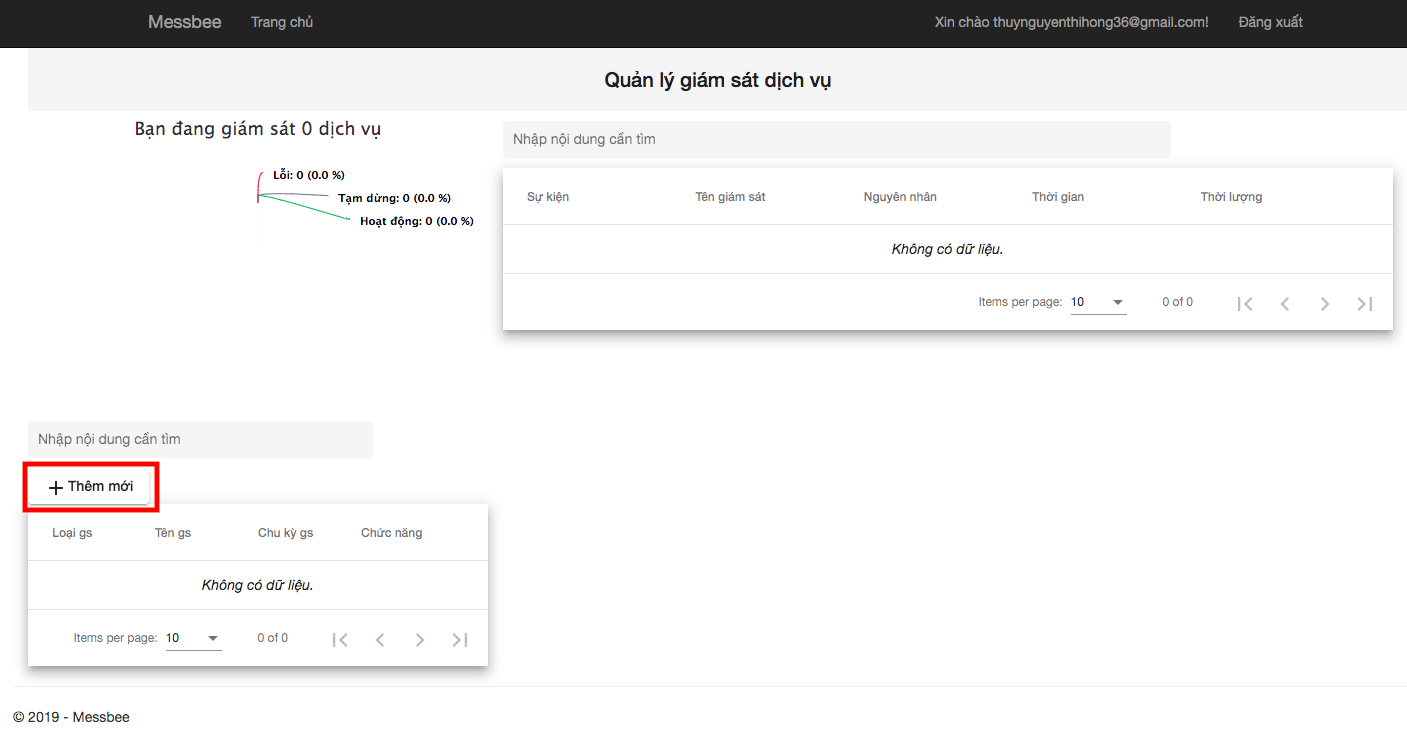 Messbee Trang chủ Xin chào thuynguyenthihong36@gmail.com! Đăng xuất
Quản lý giám sát dịch vụ
Bạn đang giám sát 0 dịch vụ
Lỗi: 0 (0.0 %)
Tạm dừng: 0 (0.0 %)
Hoạt động: 0 (0.0 %)
Nhập nội dung cần tìm
Sự kiện Tên giám sát Nguyên nhân Thời gian Thời lượng
Không có dữ liệu.
Items per page: 10 0 of 0
Nhập nội dung cần tìm
Thêm mới
Loại gs Tên gs Chu kỳ gs Chức năng
Không có dữ liệu.
Items per page: 10 0 of 0
© 2019 - Messbee